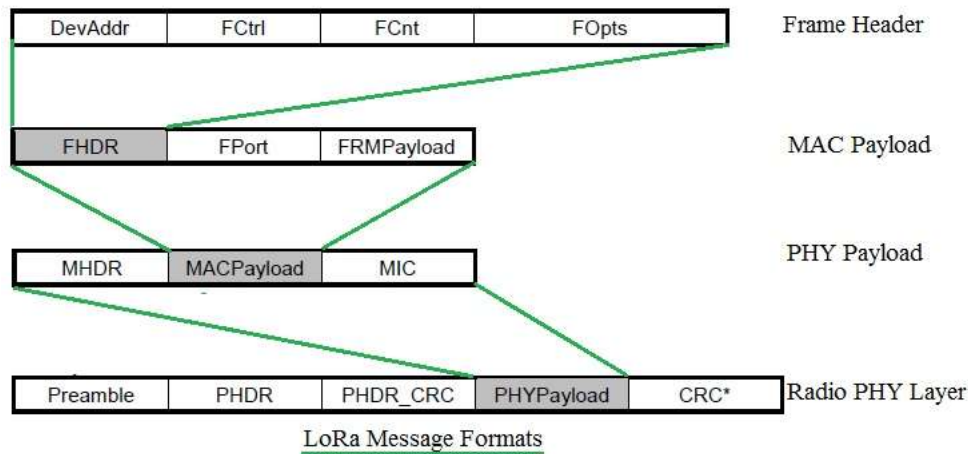 DevAddr FCtrl FCnt FOpts Frame Header
FHDR FPort FRMPayload MAC Payload
MHDR MACPayload MIC PHY Payload
Preamble PHDR PHDR_CRC PHYPayload CRC* Radio PHY Layer
LoRa Message Formats